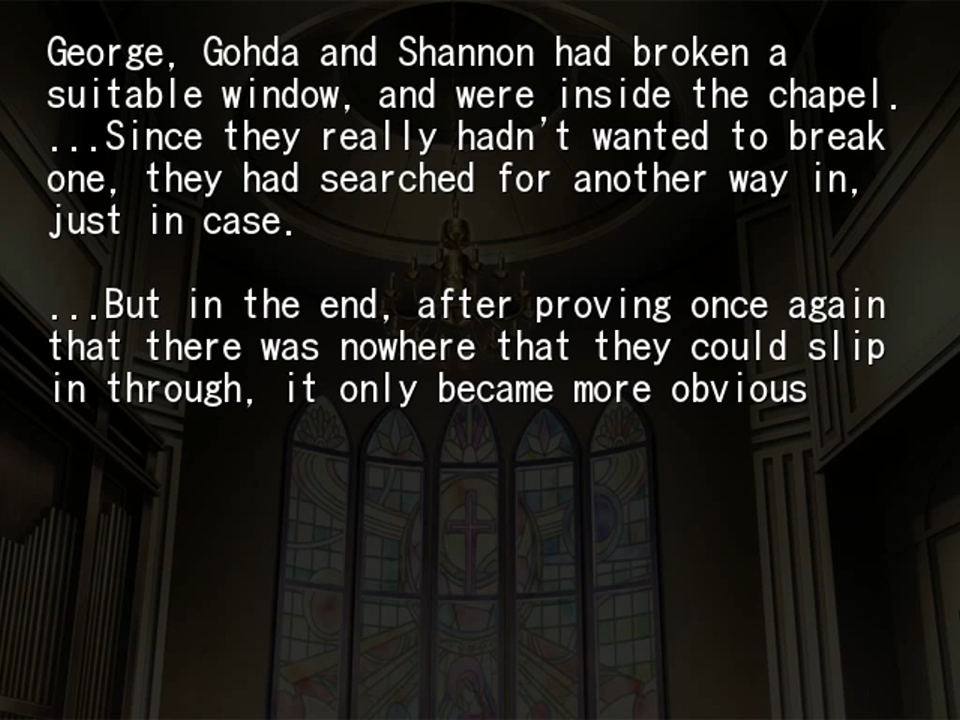 George, Gohda and Shannon had broken a
suitable window, and were inside the chapel.
...Since they really hadn't wanted to break
one, they had searched for another way in,
just in case.
...But in the end, after proving once again
that there was nowhere that they could slip
in through, it only became more obvious